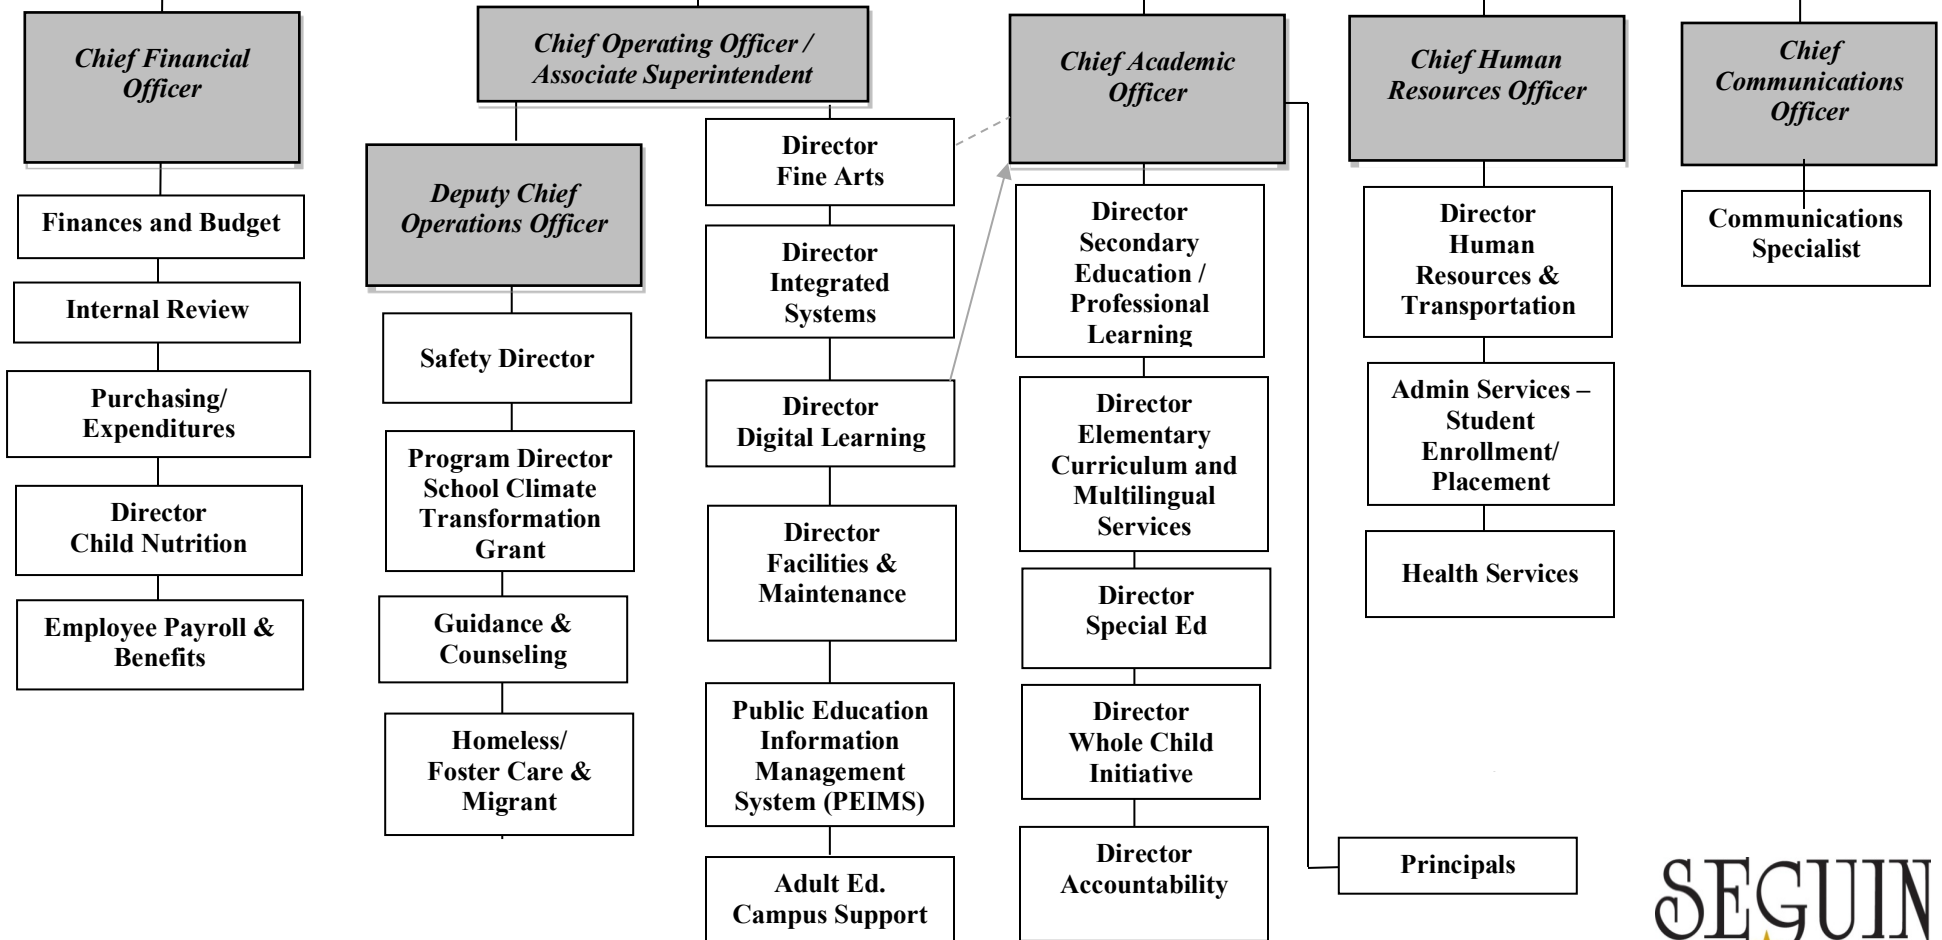 Chief Financial
Officer
Finances and Budget
Internal Review
Purchasing/
Expenditures
Director
Child Nutrition
Employee Payroll &
Benefits
Chief Operating Officer /
Associate Superintendent
Deputy Chief
Operations Officer
Safety Director
Program Director
School Climate
Transformation
Grant
Guidance &
Counseling
Homeless/
Foster Care &
Migrant
Director
Fine Arts
Director
Integrated
Systems
Director
Digital Learning
Director
Facilities &
Maintenance
Public Education
Information
Management
System (PEIMS)
Adult Ed.
Campus Support
Chief Academic
Officer
Director
Secondary
Education /
Professional
Learning
Director
Elementary
Curriculum and
Multilingual
Services
Director
Special Ed
Director
Whole Child
Initiative
Director
Accountability
Principals
Chief Human
Resources Officer
Director
Human
Resources &
Transportation
Admin Services –
Student
Enrollment/
Placement
Health Services
Chief
Communications
Officer
Communications
Specialist
SEGUIN